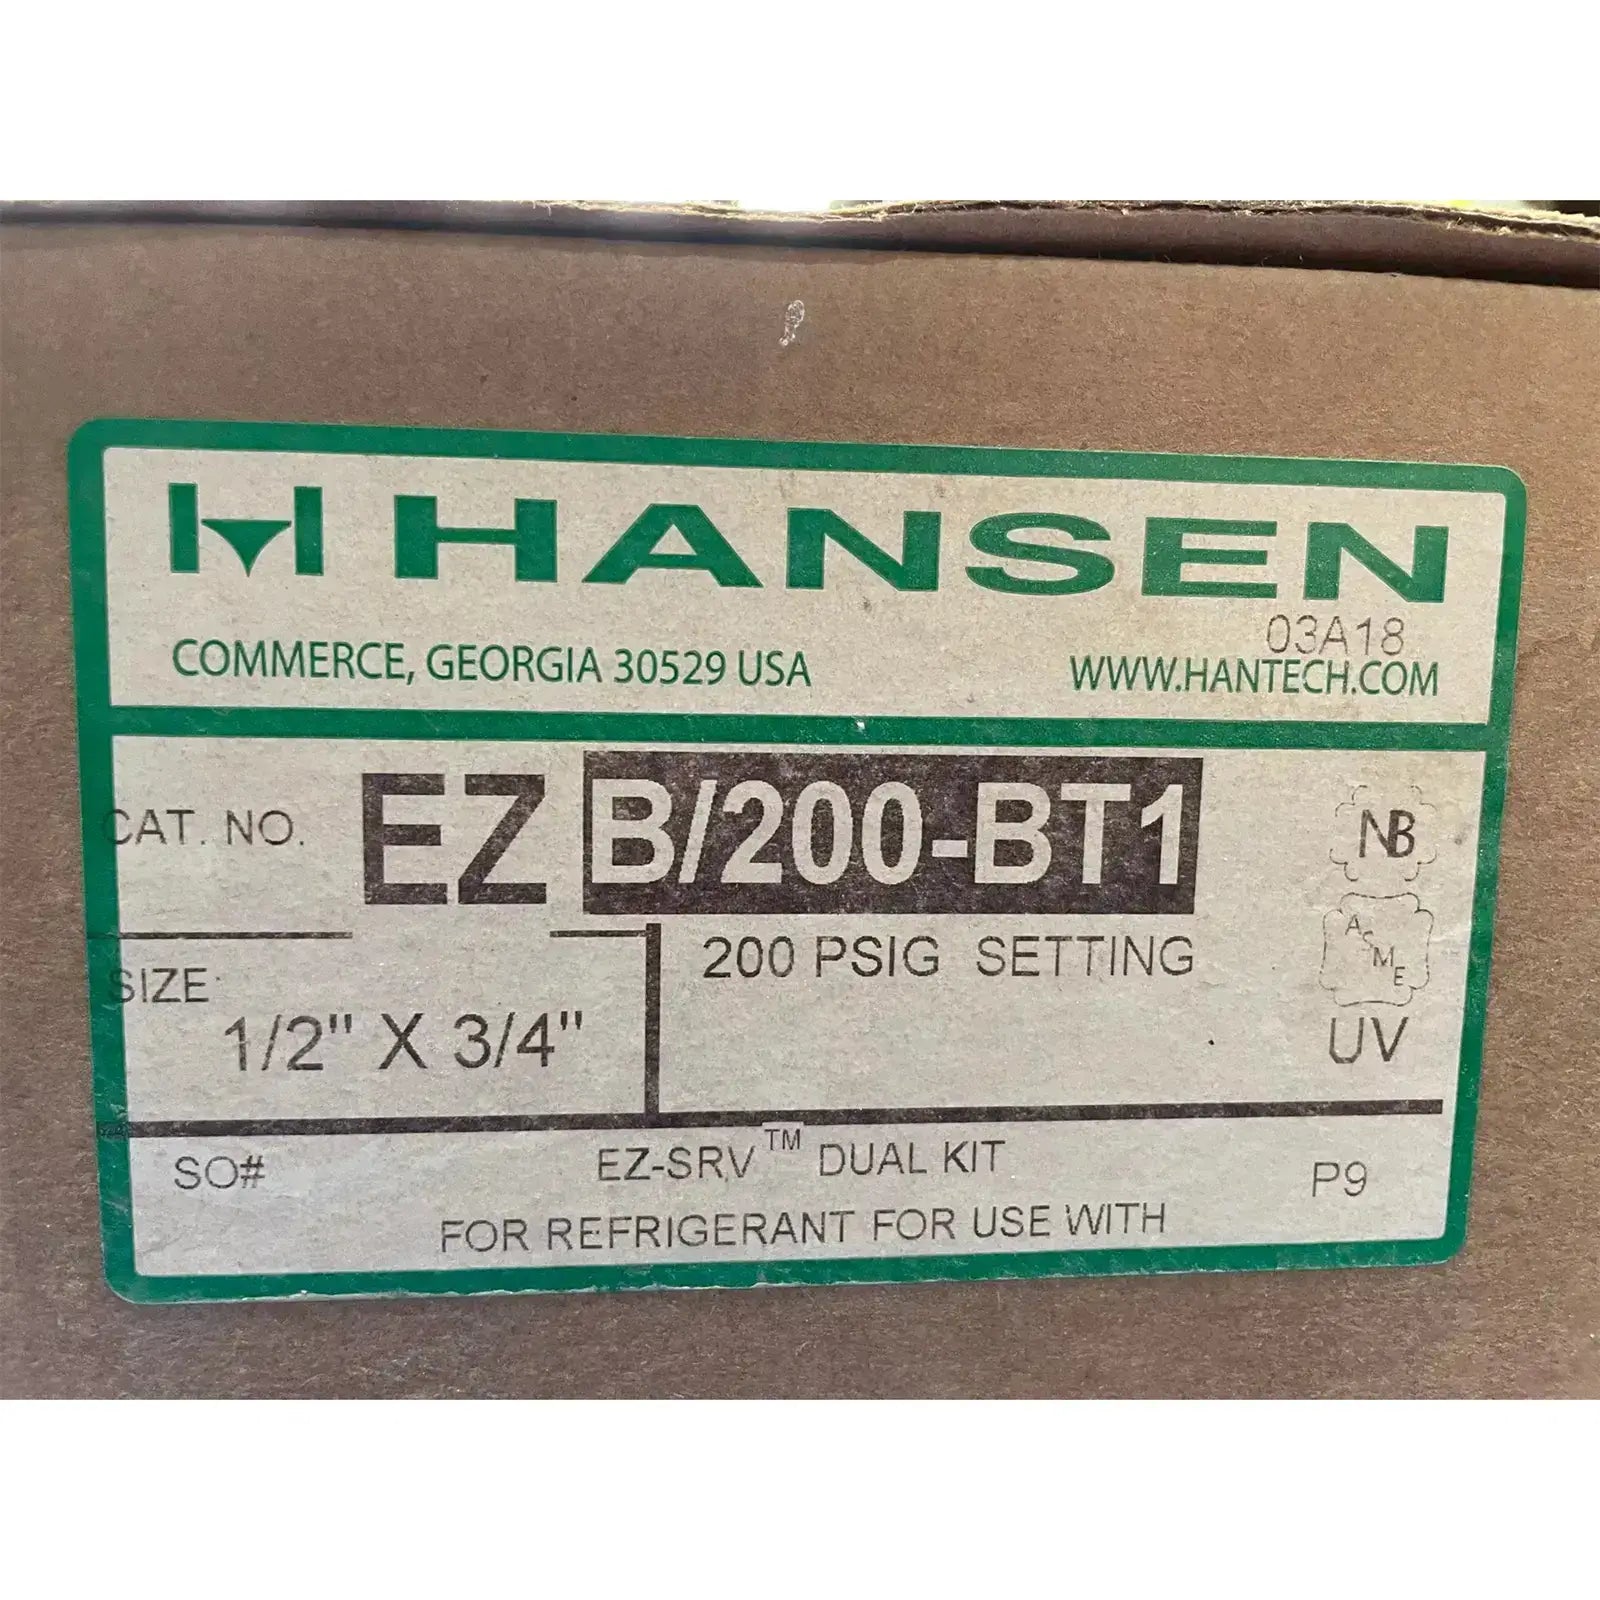 HANSEN
03A18
COMMERCE, GEORGIA 30529 USA WWW.HANTECH.COM
CAT. NO. EZ B/200-BT1
NB
200 PSIG SETTING
ASME
SIZE
1/2" X 3/4"
UV
SO# EZ-SRV™ DUAL KIT P9
FOR REFRIGERANT FOR USE WITH